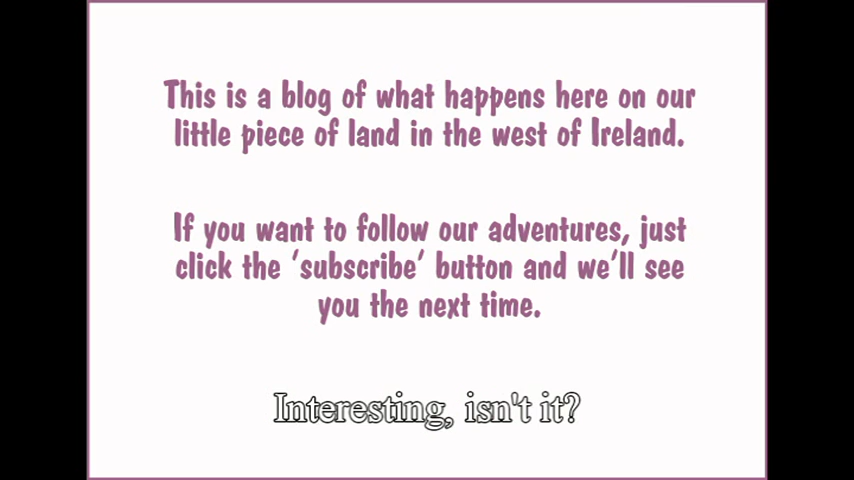 This is a blog of what happens here on our
little piece of land in the west of Ireland.
If you want to follow our adventures, just
click the ‘subscribe’ button and we’ll see
you the next time.
Interesting, isn't it?